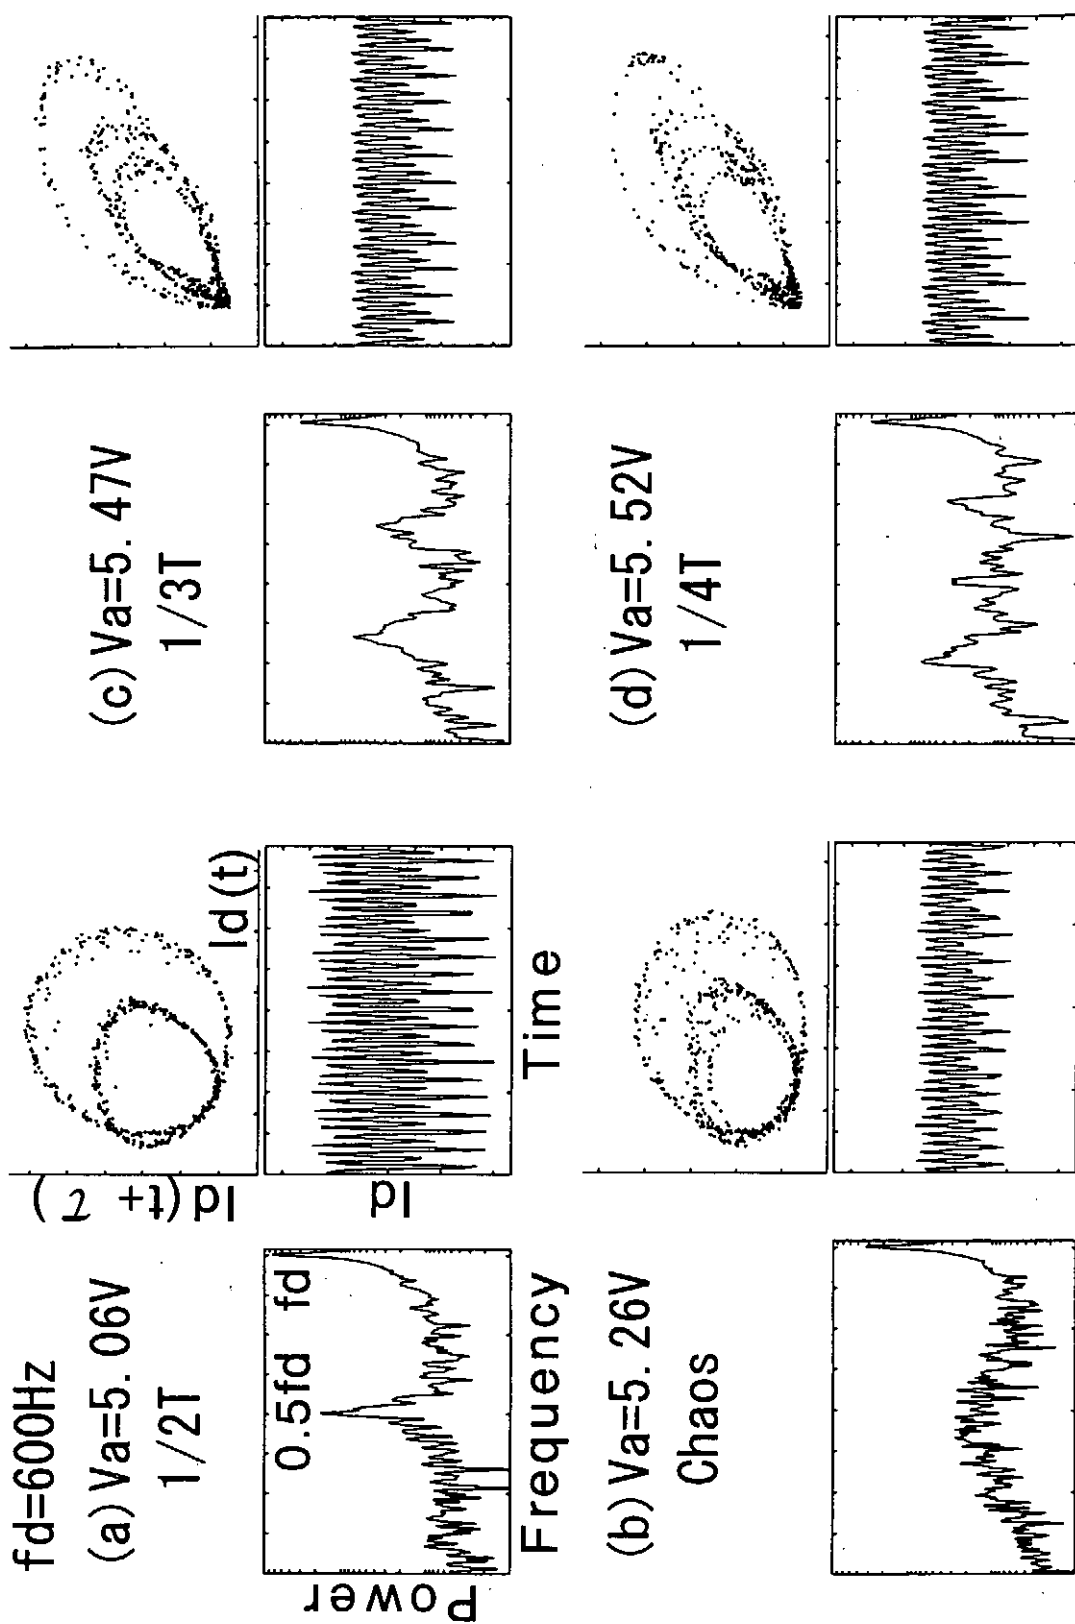 fd=600Hz
(a) Va=5.06V
1/2T
Id(t+τ)
Id(t)
Power
0.5fd fd
Frequency
Id
Time
(b) Va=5.26V
Chaos
(c) Va=5.47V
1/3T
(d) Va=5.52V
1/4T